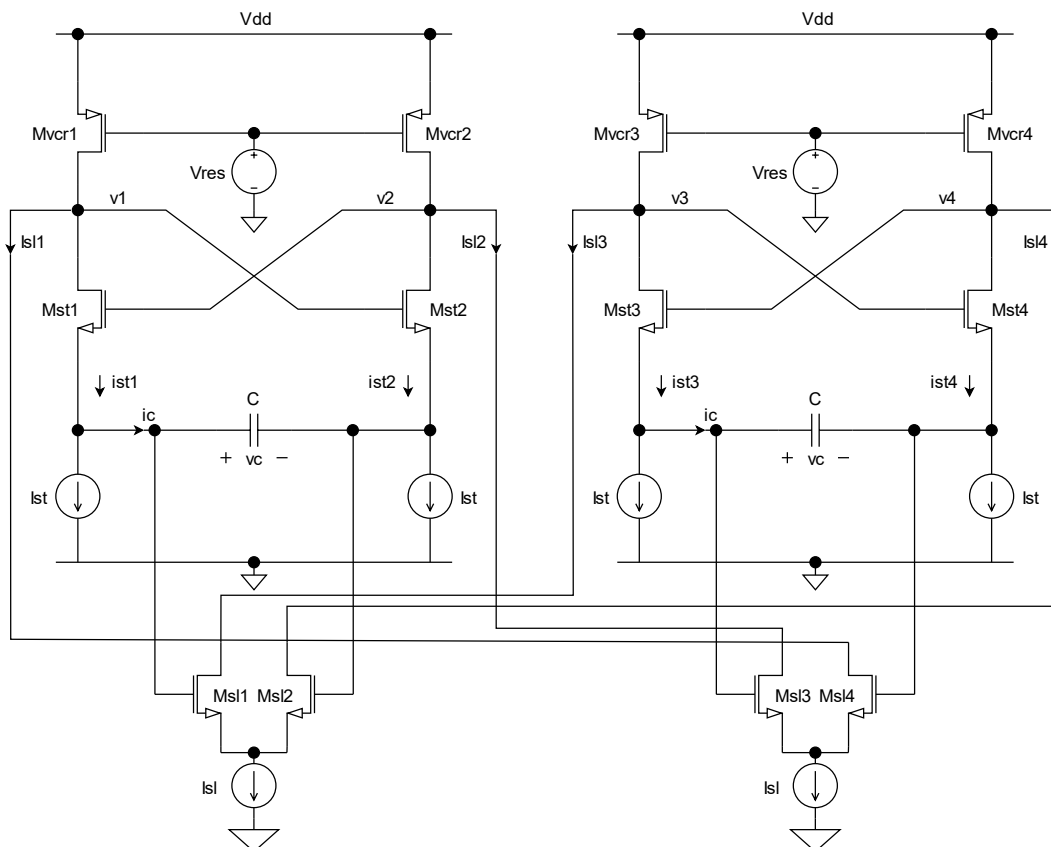 Vdd Vdd
Mvcr1 Mvcr2 Mvcr3 Mvcr4
+ +
Vres Vres
− −
v1 v2 v3 v4
Isl1 Isl2 Isl3 Isl4
Mst1 Mst2 Mst3 Mst4
ist1 ist2 ist3 ist4
C C
ic ic
+ vc − + vc −
Ist Ist Ist Ist
Msl1 Msl2 Msl3 Msl4
Isl Isl